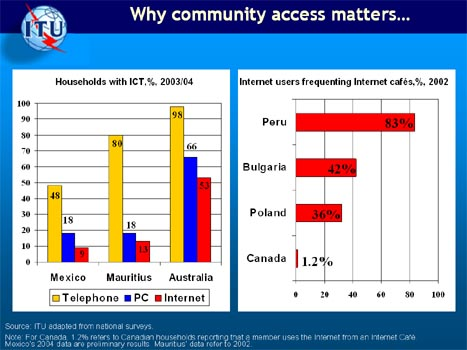 Why community access matters...
ITU
Households with ICT,%, 2003/04
100
90
80
70
60
50
40
30
20
10
0
48
18
9
80
18
13
98
66
53
Mexico Mauritius Australia
Telephone PC Internet
Internet users frequenting Internet cafés,%, 2002
Peru 83%
Bulgaria 42%
Poland 36%
Canada 1.2%
0 20 40 60 80 100
Source: ITU adapted from national surveys.
Note: For Canada, 1.2% refers to Canadian households reporting that a member uses the Internet from an Internet Café.
Mexico's 2004 data are preliminary results. Mauritius' data refer to 2002.